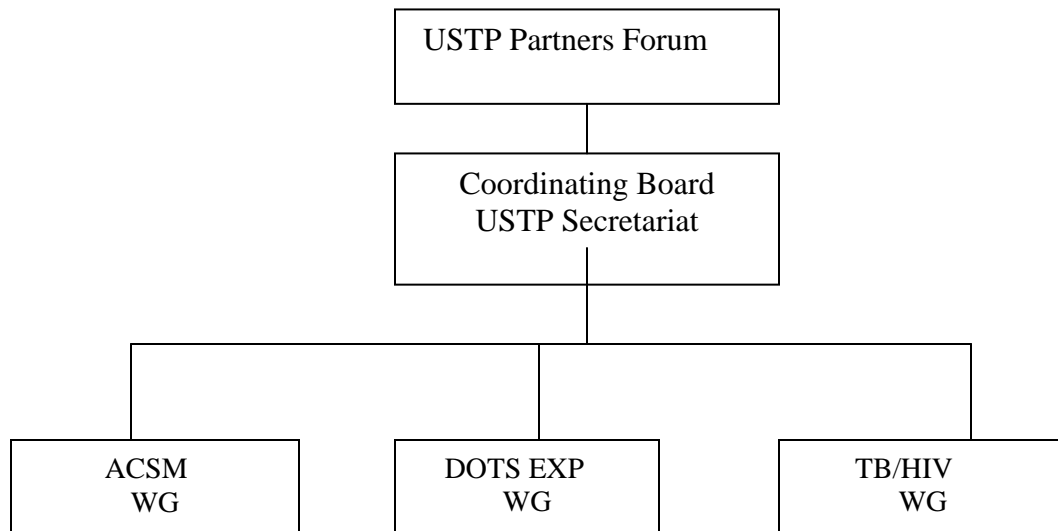 USTP Partners Forum
Coordinating Board
USTP Secretariat
ACSM
WG
DOTS EXP
WG
TB/HIV
WG